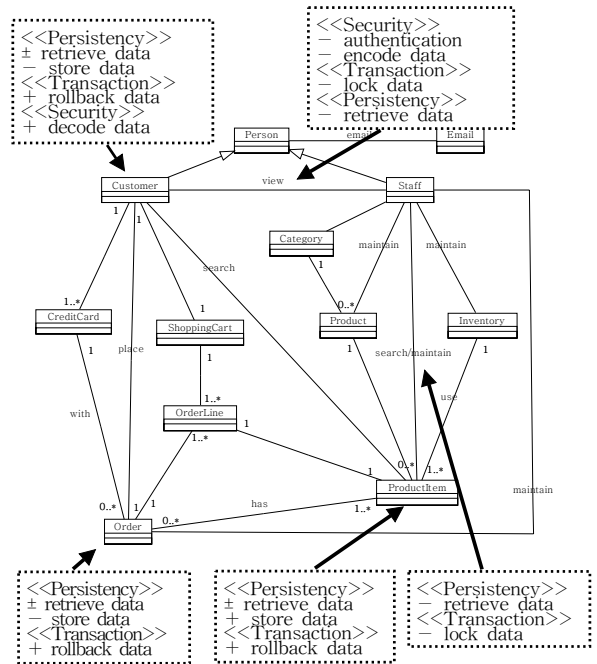 <<Persistency>>
± retrieve data
− store data
<<Transaction>>
+ rollback data
<<Security>>
+ decode data
<<Security>>
− authentication
− encode data
<<Transaction>>
− lock data
<<Persistency>>
− retrieve data
Person
email
Email
Customer
view
Staff
1
1
Category
maintain
maintain
1
search
1..*
1
0..*
CreditCard
ShoppingCart
Product
Inventory
1
place
1
1
search/maintain
1
use
with
1..*
OrderLine
1..*
1
1
0..*
1..*
ProductItem
maintain
0..*
1
1
has
1..*
0..*
Order
<<Persistency>>
± retrieve data
− store data
<<Transaction>>
+ rollback data
<<Persistency>>
± retrieve data
+ store data
<<Transaction>>
+ rollback data
<<Persistency>>
− retrieve data
<<Transaction>>
− lock data